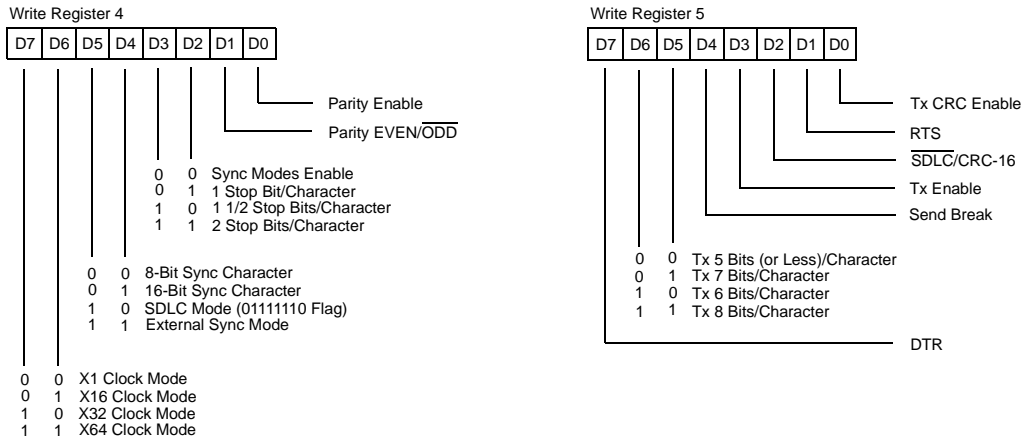 Write Register 4
D7 D6 D5 D4 D3 D2 D1 D0
Parity Enable
Parity EVEN/ODD
0 0 Sync Modes Enable
0 1 1 Stop Bit/Character
1 0 1 1/2 Stop Bits/Character
1 1 2 Stop Bits/Character
0 0 8-Bit Sync Character
0 1 16-Bit Sync Character
1 0 SDLC Mode (01111110 Flag)
1 1 External Sync Mode
0 0 X1 Clock Mode
0 1 X16 Clock Mode
1 0 X32 Clock Mode
1 1 X64 Clock Mode
Write Register 5
D7 D6 D5 D4 D3 D2 D1 D0
Tx CRC Enable
RTS
SDLC/CRC-16
Tx Enable
Send Break
0 0 Tx 5 Bits (or Less)/Character
0 1 Tx 7 Bits/Character
1 0 Tx 6 Bits/Character
1 1 Tx 8 Bits/Character
DTR